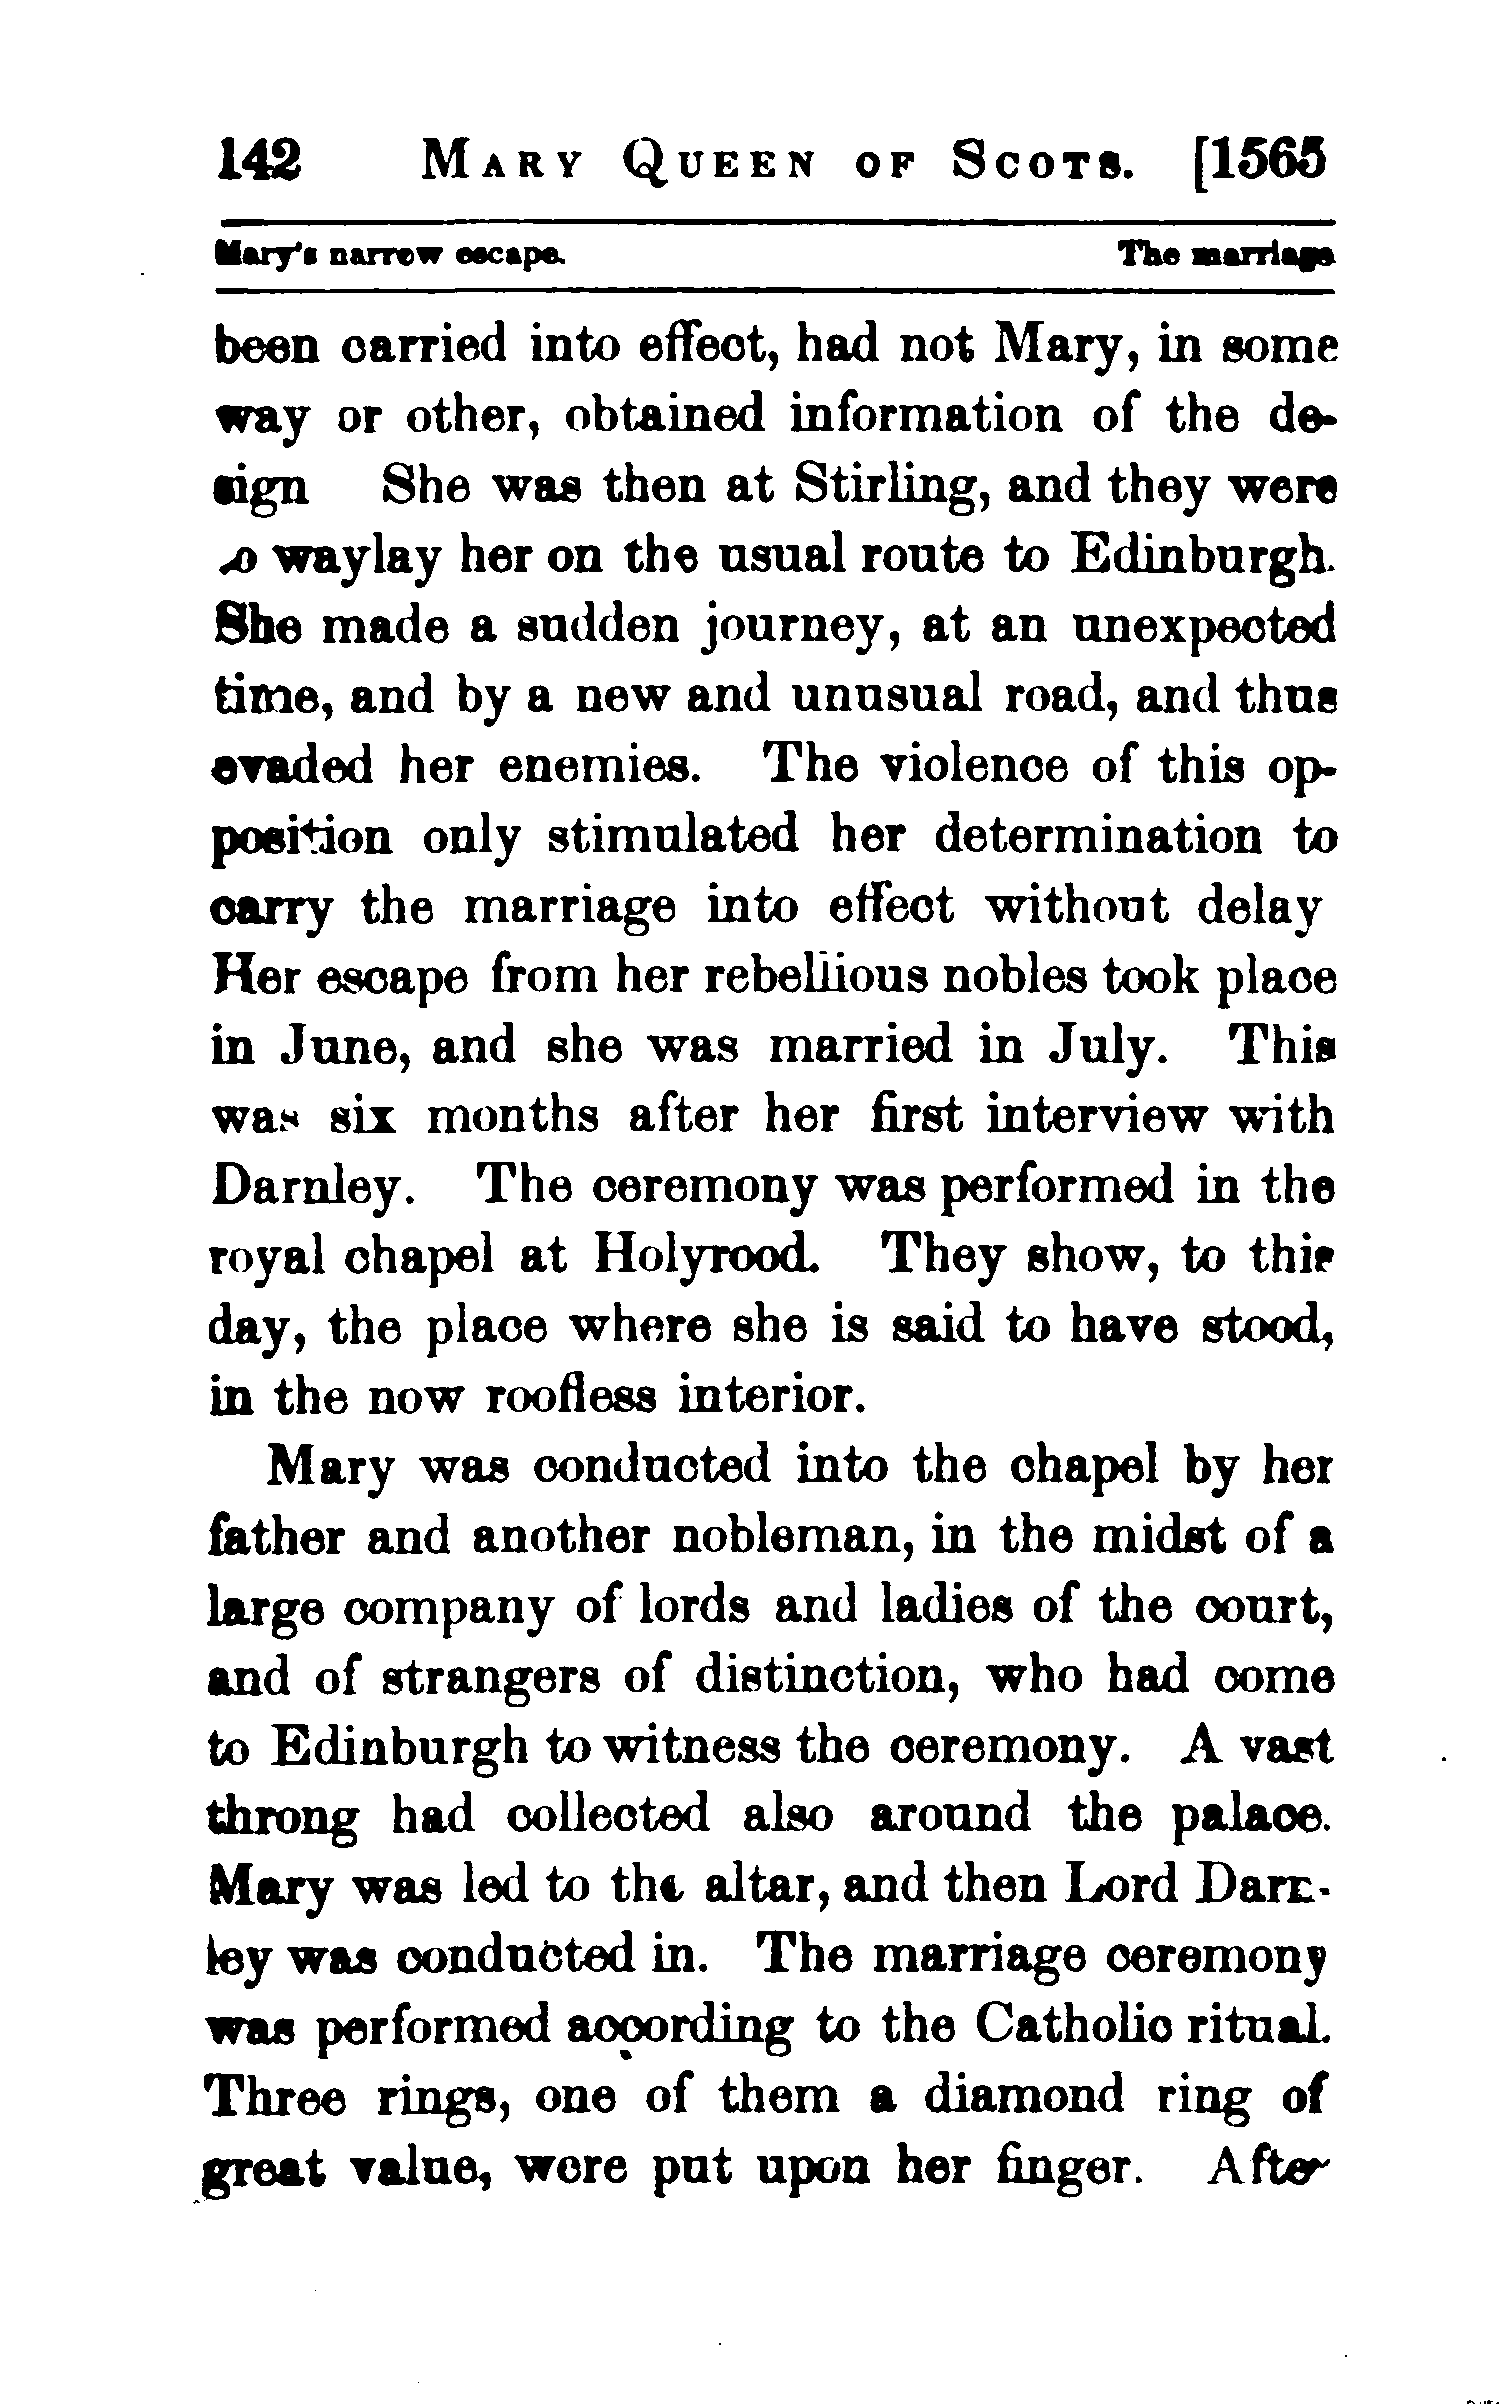 142 MARY QUEEN OF SCOTS. [1565
Mary's narrow escape. The marriage
been carried into effect, had not Mary, in some
way or other, obtained information of the de-
sign She was then at Stirling, and they were
to waylay her on the usual route to Edinburgh.
She made a sudden journey, at an unexpected
time, and by a new and unusual road, and thus
evaded her enemies. The violence of this op-
position only stimulated her determination to
carry the marriage into effect without delay
Her escape from her rebellious nobles took place
in June, and she was married in July. This
was six months after her first interview with
Darnley. The ceremony was performed in the
royal chapel at Holyrood. They show, to this
day, the place where she is said to have stood,
in the now roofless interior.
Mary was conducted into the chapel by her
father and another nobleman, in the midst of a
large company of lords and ladies of the court,
and of strangers of distinction, who had come
to Edinburgh to witness the ceremony. A vast
throng had collected also around the palace.
Mary was led to the altar, and then Lord Darn-
ley was conducted in. The marriage ceremony
was performed according to the Catholic ritual.
Three rings, one of them a diamond ring of
great value, were put upon her finger. After